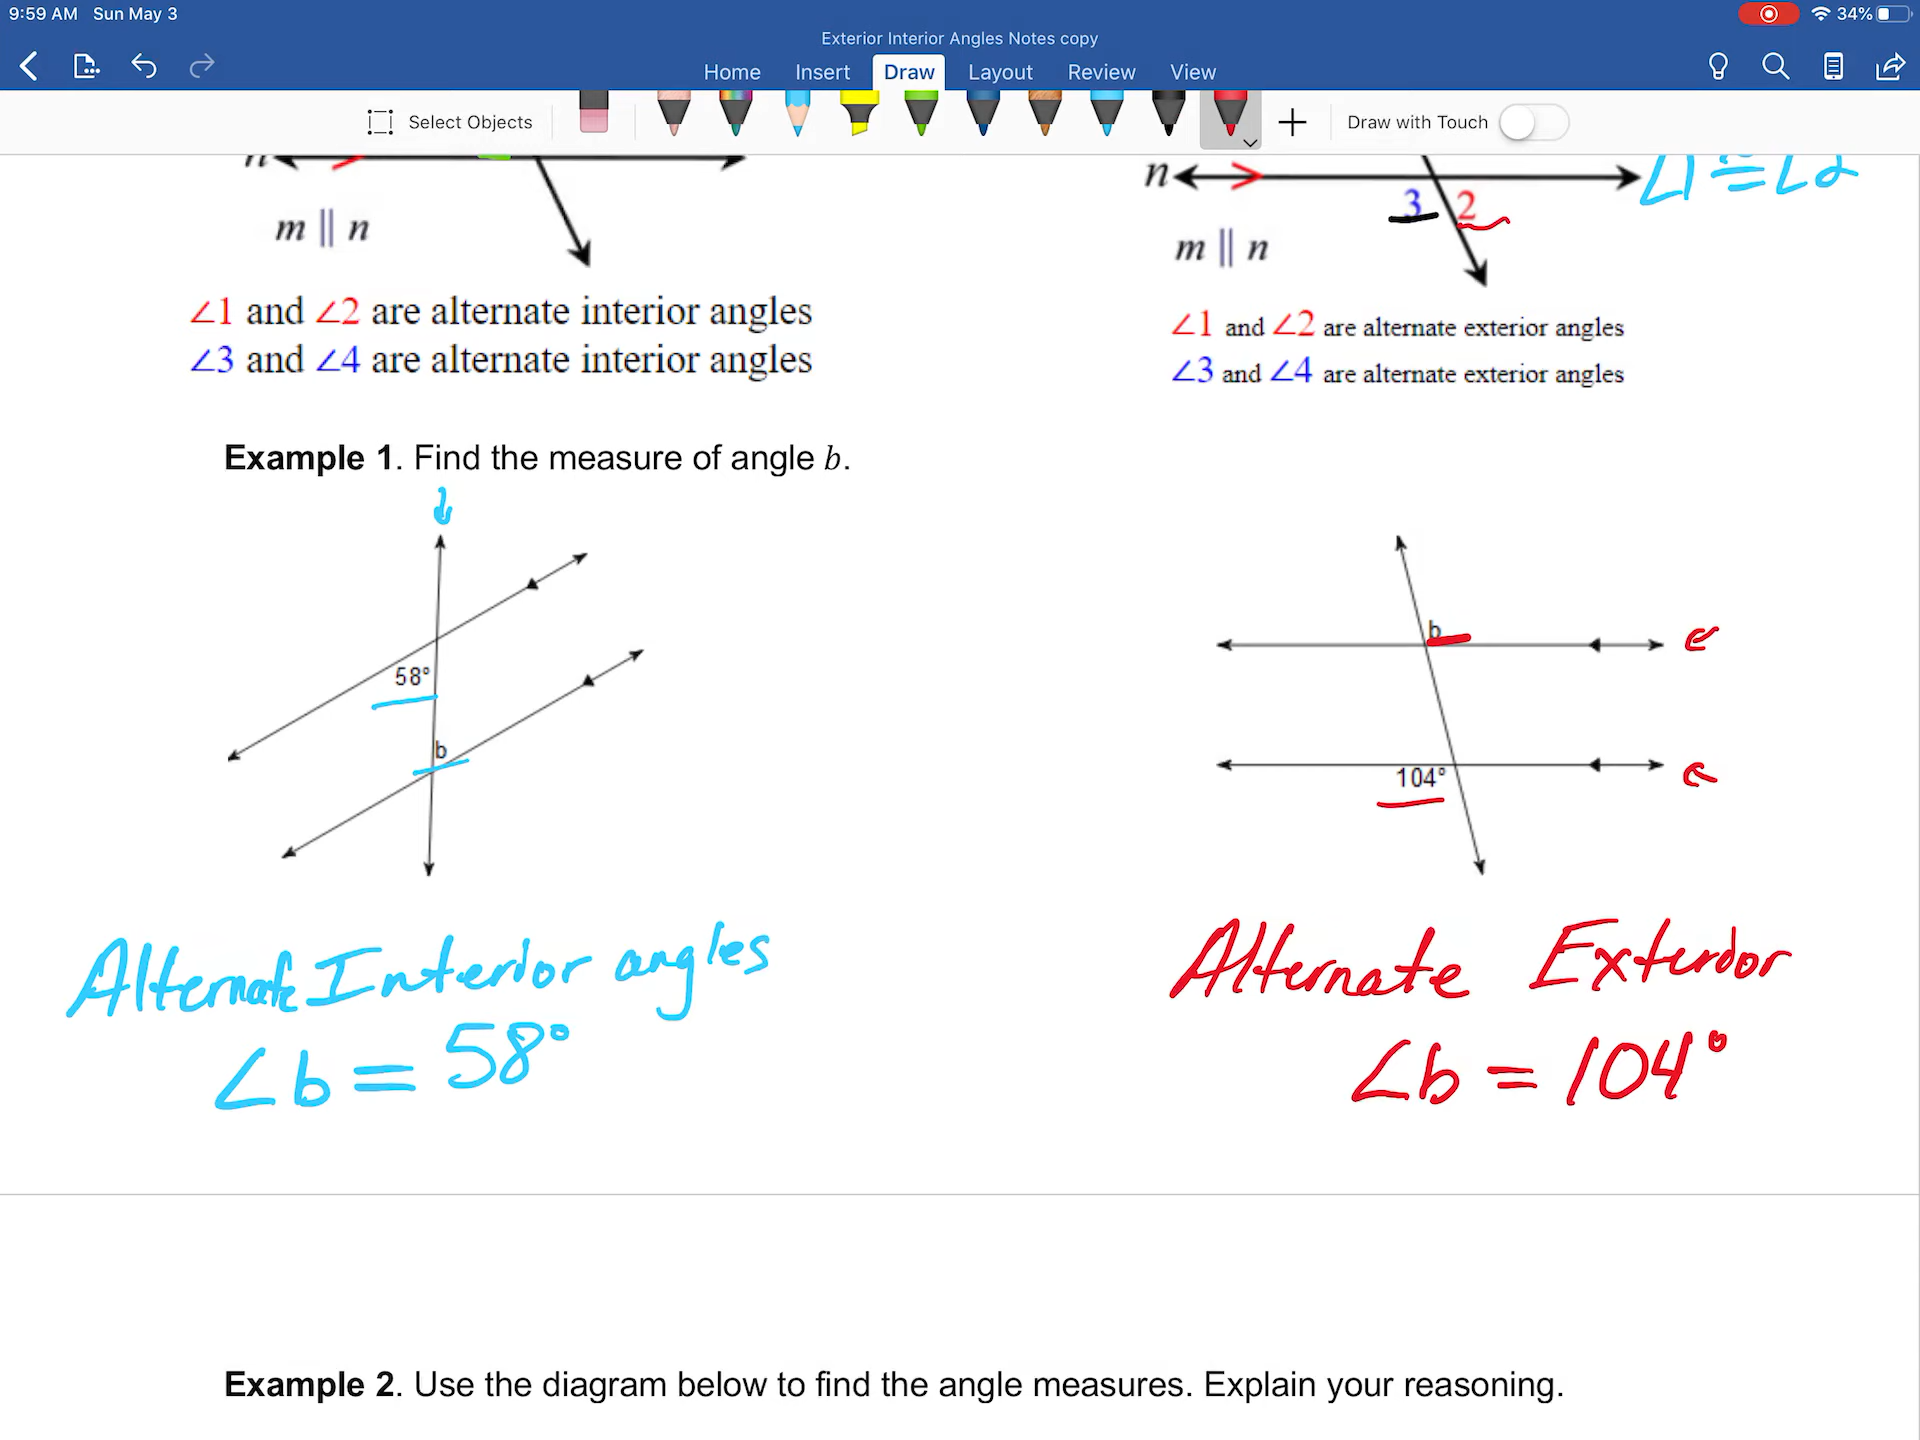 9:59 AM Sun May 3
34%
Exterior Interior Angles Notes copy
Home Insert Draw Layout Review View
Select Objects
Draw with Touch
n
m || n
∠1 and ∠2 are alternate interior angles
∠3 and ∠4 are alternate interior angles
n
∠1 ≅ ∠2
3 2
m || n
∠1 and ∠2 are alternate exterior angles
∠3 and ∠4 are alternate exterior angles
Example 1. Find the measure of angle b.
58°
b
b
104°
Alternate Interior angles
∠b = 58°
Alternate Exterior
∠b = 104°
Example 2. Use the diagram below to find the angle measures. Explain your reasoning.